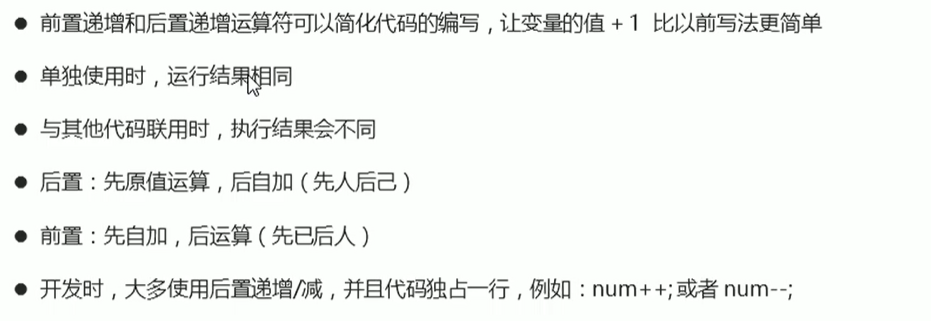 ● 前置递增和后置递增运算符可以简化代码的编写，让变量的值 + 1 比以前写法更简单
● 单独使用时，运行结果相同
● 与其他代码联用时，执行结果会不同
● 后置：先原值运算，后自加（先人后己）
● 前置：先自加，后运算（先已后人）
● 开发时，大多使用后置递增/减，并且代码独占一行，例如：num++; 或者 num--;